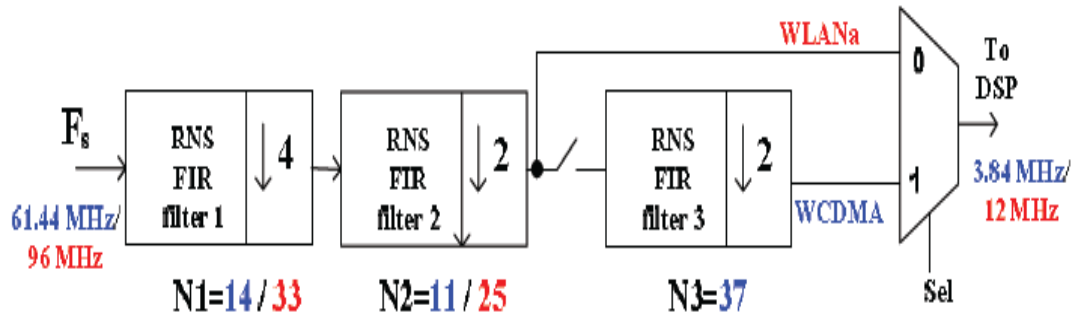 WLANa
To
DSP
0
F_s
RNS
FIR
filter 1
4
RNS
FIR
filter 2
2
RNS
FIR
filter 3
2
1
WCDMA
61.44 MHz/
96 MHz
3.84 MHz/
12 MHz
N1=14 / 33
N2=11 / 25
N3=37
Sel